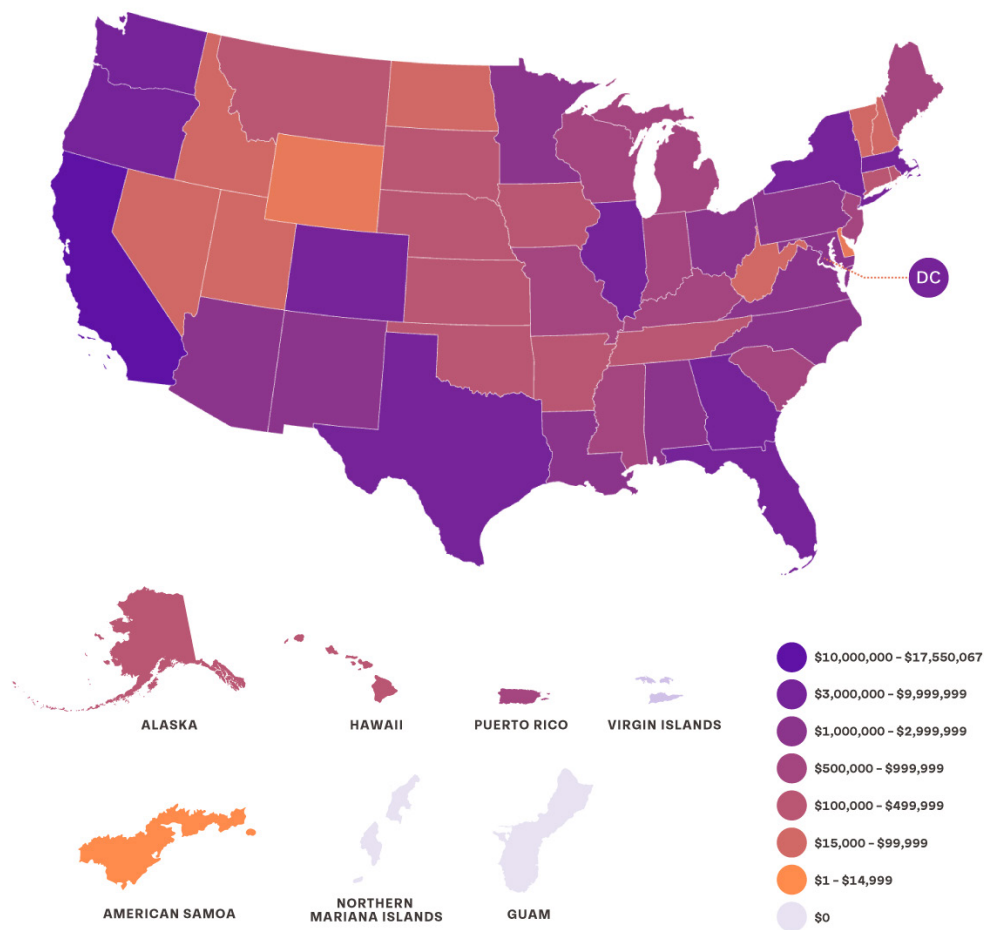 DC
ALASKA
HAWAII
PUERTO RICO
VIRGIN ISLANDS
AMERICAN SAMOA
NORTHERN
MARIANA ISLANDS
GUAM
$10,000,000 – $17,550,067
$3,000,000 – $9,999,999
$1,000,000 – $2,999,999
$500,000 – $999,999
$100,000 – $499,999
$15,000 – $99,999
$1 – $14,999
$0